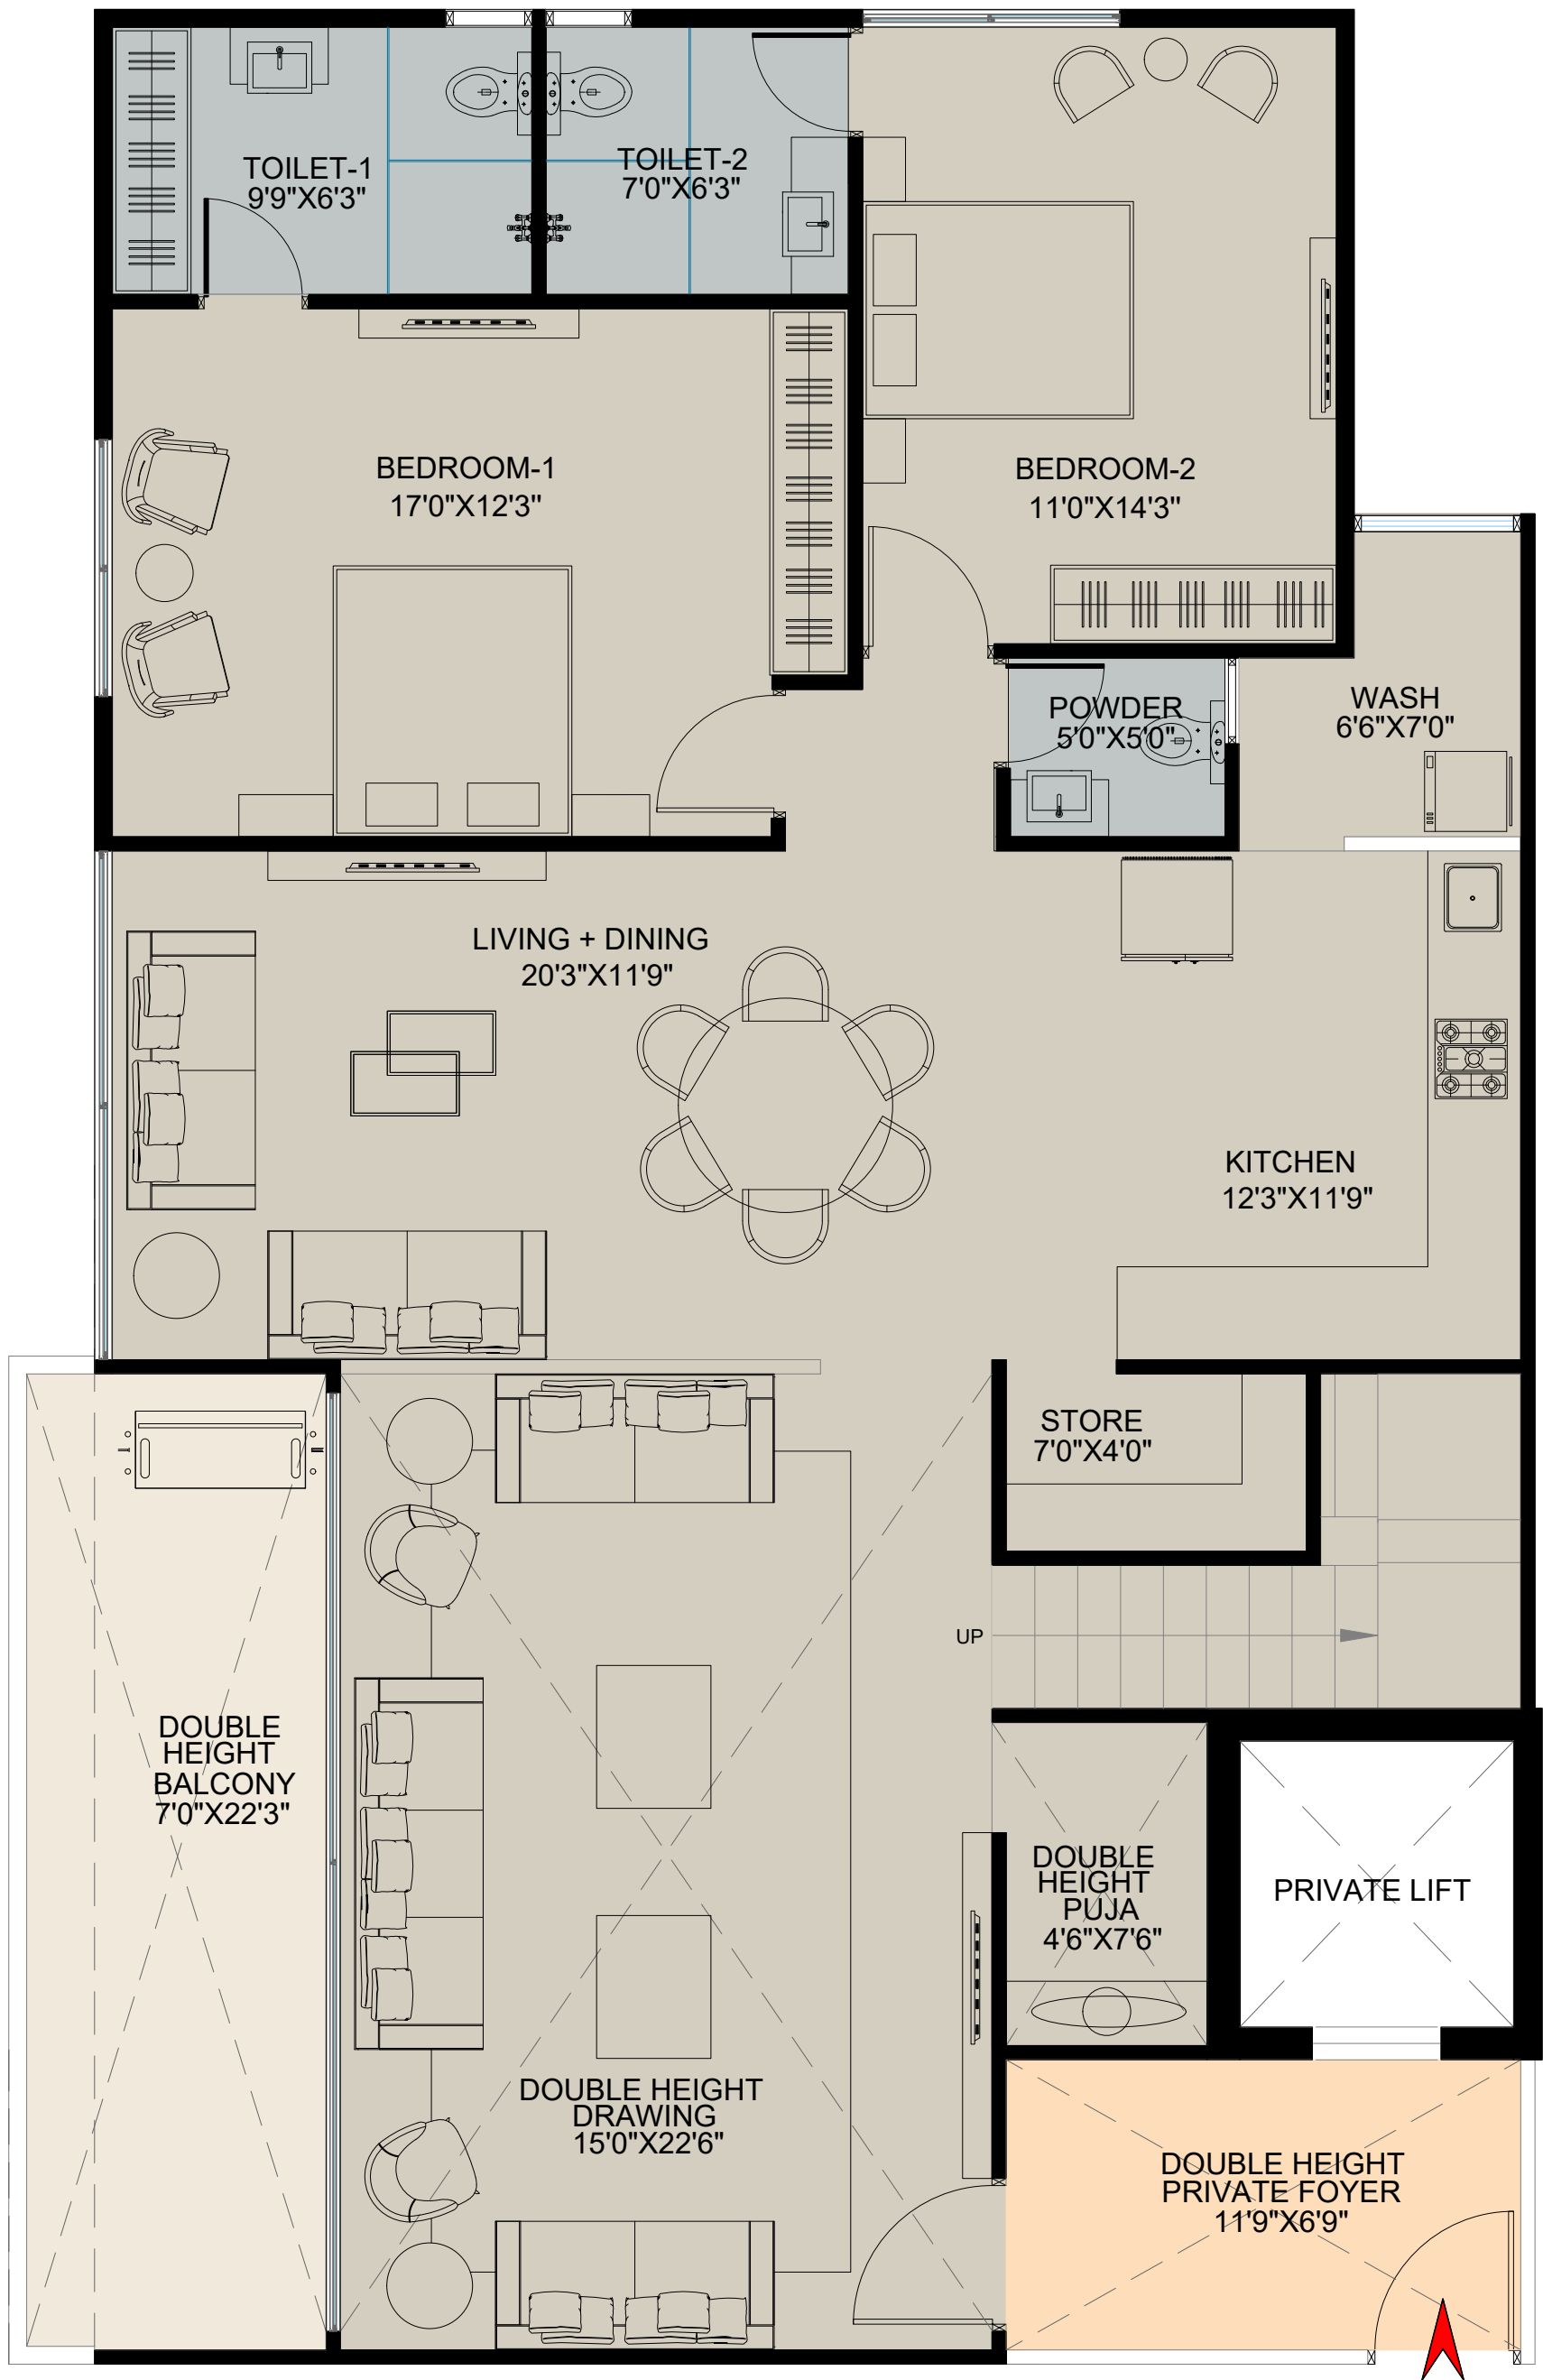 TOILET-1
9'9"X6'3"
TOILET-2
7'0"X6'3"
BEDROOM-1
17'0"X12'3"
BEDROOM-2
11'0"X14'3"
POWDER
5'0"X5'0"
WASH
6'6"X7'0"
LIVING + DINING
20'3"X11'9"
KITCHEN
12'3"X11'9"
STORE
7'0"X4'0"
UP
DOUBLE
HEIGHT
BALCONY
7'0"X22'3"
DOUBLE
HEIGHT
PUJA
4'6"X7'6"
PRIVATE LIFT
DOUBLE HEIGHT
DRAWING
15'0"X22'6"
DOUBLE HEIGHT
PRIVATE FOYER
11'9"X6'9"